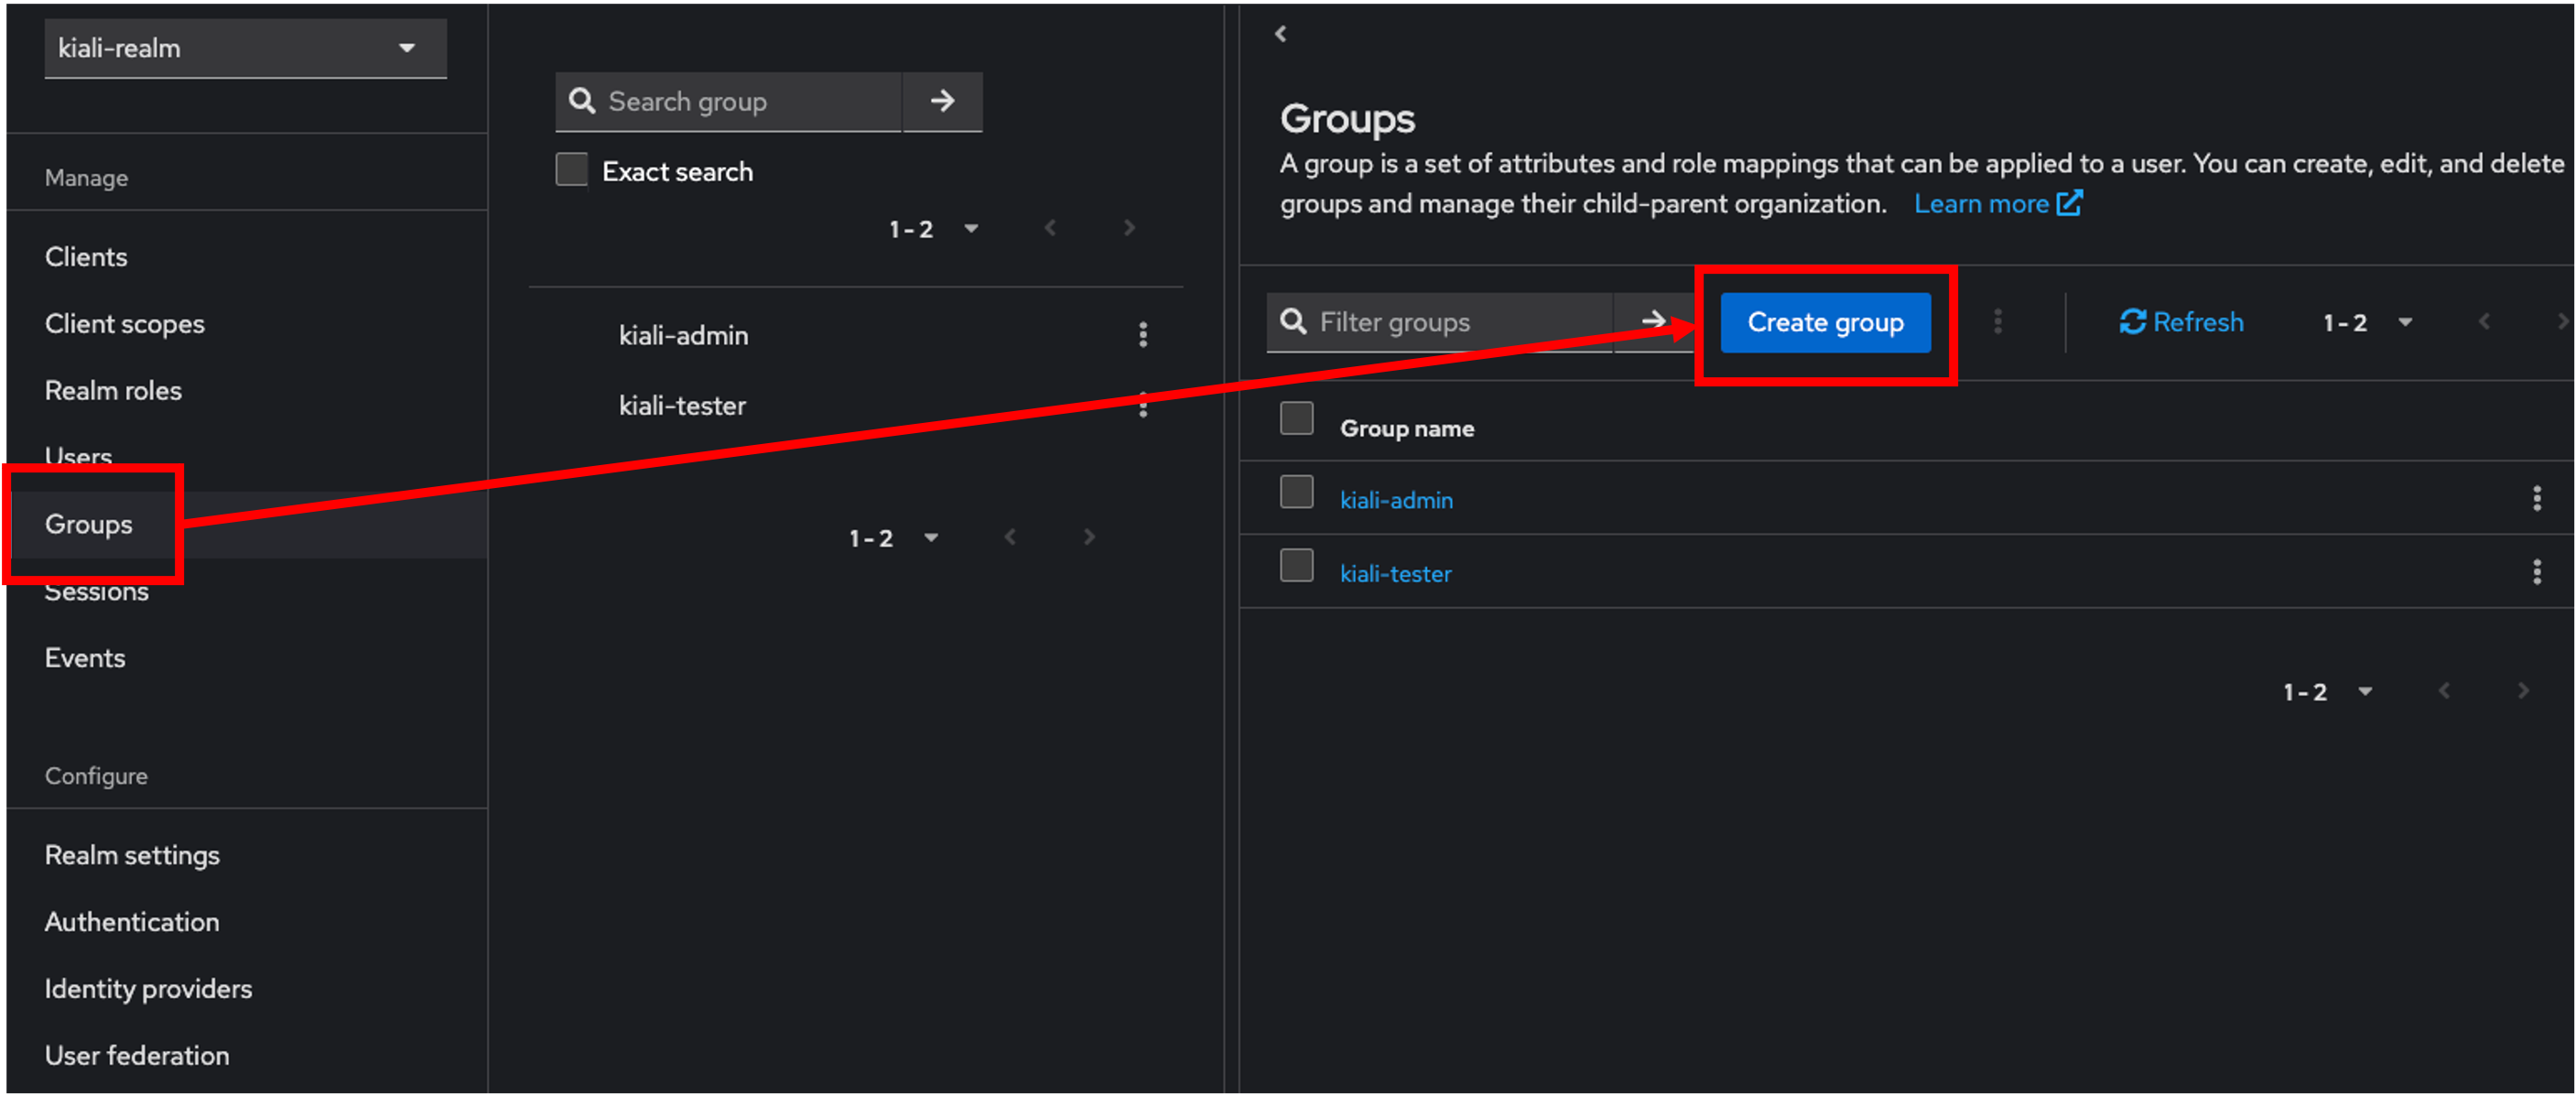 kiali-realm
Manage
Clients
Client scopes
Realm roles
Users
Groups
Sessions
Events
Configure
Realm settings
Authentication
Identity providers
User federation
Search group
Exact search
1 - 2
kiali-admin
kiali-tester
1 - 2
Groups
A group is a set of attributes and role mappings that can be applied to a user. You can create, edit, and delete
groups and manage their child-parent organization. Learn more
Filter groups Create group Refresh 1 - 2
Group name
kiali-admin
kiali-tester
1 - 2